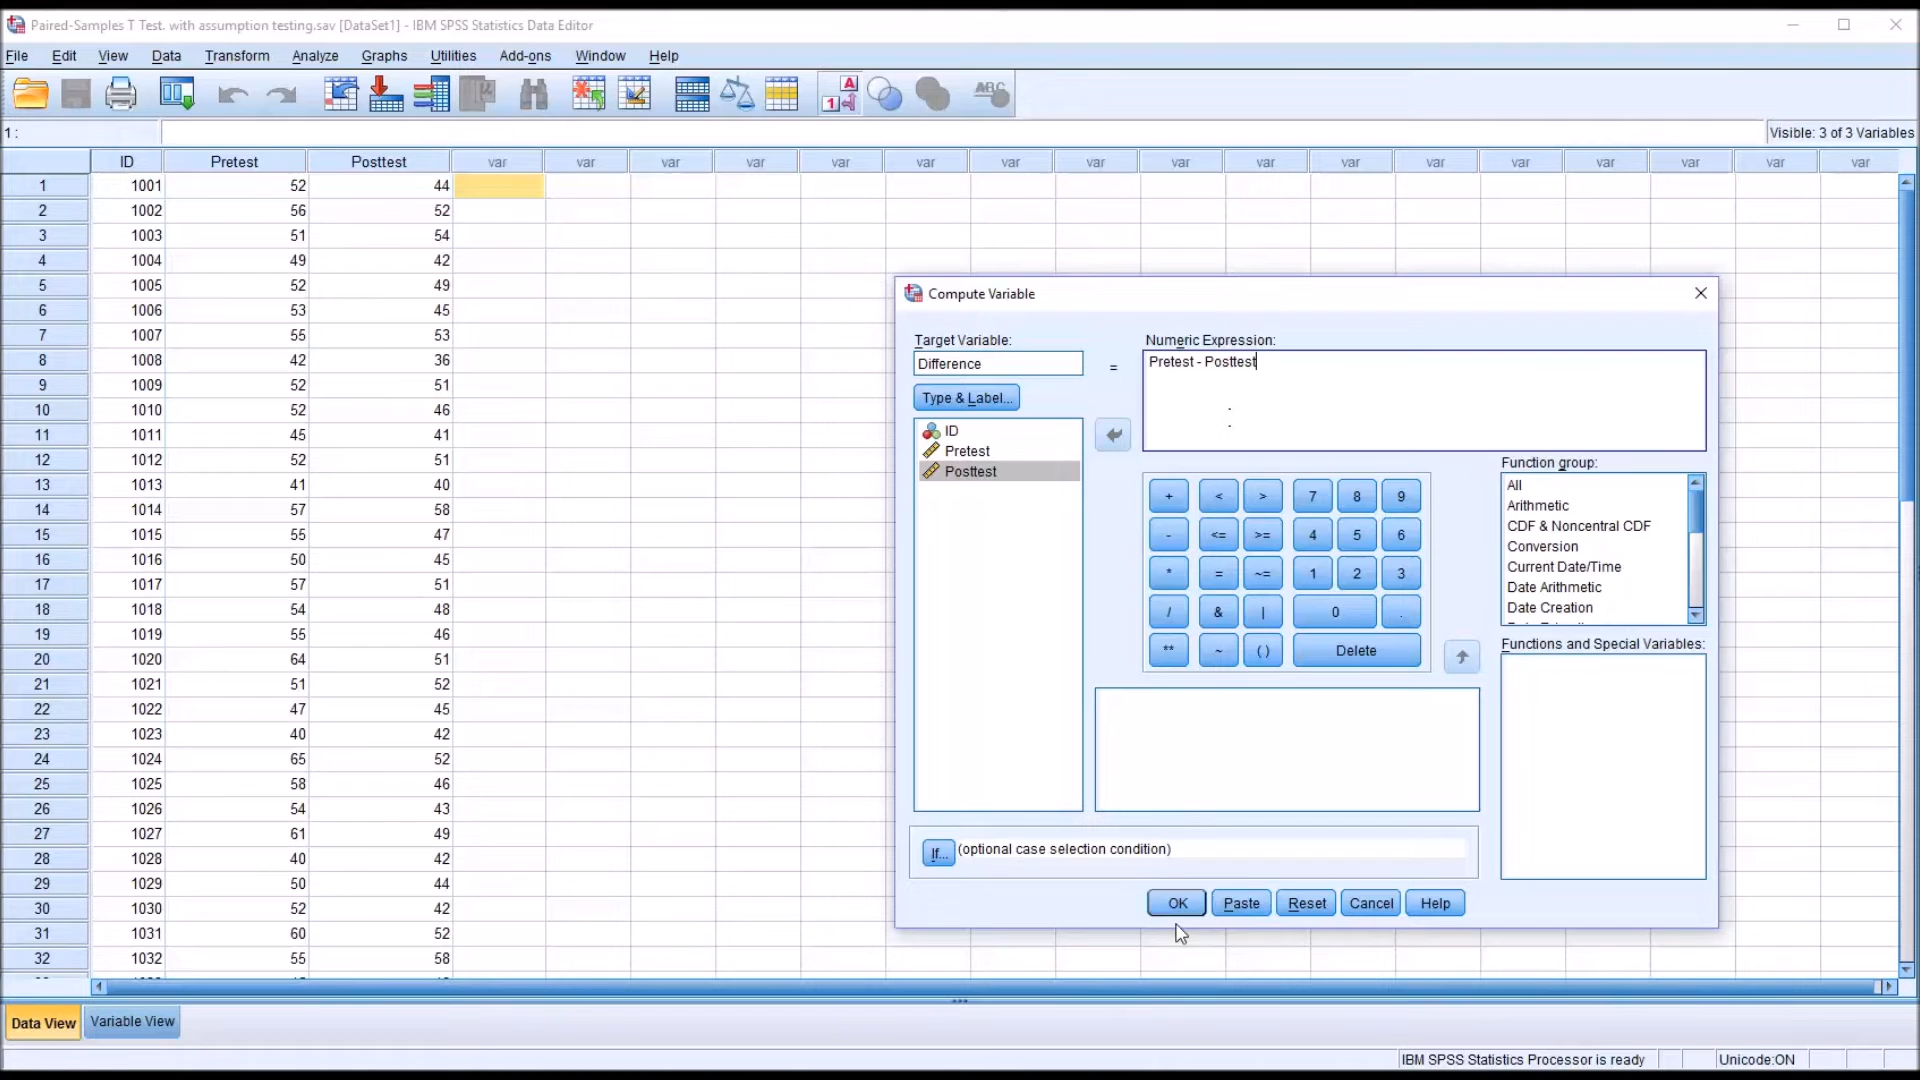 Paired-Samples T Test. with assumption testing.sav [DataSet1] - IBM SPSS Statistics Data Editor
File Edit View Data Transform Analyze Graphs Utilities Add-ons Window Help
1 A ABC
1 : Visible: 3 of 3 Variables
ID Pretest Posttest var var var var var var var var var var var var var var var var var
1 1001 52 44
2 1002 56 52
3 1003 51 54
4 1004 49 42
5 1005 52 49
6 1006 53 45
7 1007 55 53
8 1008 42 36
9 1009 52 51
10 1010 52 46
11 1011 45 41
12 1012 52 51
13 1013 41 40
14 1014 57 58
15 1015 55 47
16 1016 50 45
17 1017 57 51
18 1018 54 48
19 1019 55 46
20 1020 64 51
21 1021 51 52
22 1022 47 45
23 1023 40 42
24 1024 65 52
25 1025 58 46
26 1026 54 43
27 1027 61 49
28 1028 40 42
29 1029 50 44
30 1030 52 42
31 1031 60 52
32 1032 55 58
Compute Variable
Target Variable:
Difference
=
Numeric Expression:
Pretest - Posttest
Type & Label...
ID
Pretest
Posttest
+ < > 7 8 9
- <= >= 4 5 6
* = ~= 1 2 3
/ & | 0 .
** ~ ( ) Delete
Function group:
All
Arithmetic
CDF & Noncentral CDF
Conversion
Current Date/Time
Date Arithmetic
Date Creation
Functions and Special Variables:
If... (optional case selection condition)
OK Paste Reset Cancel Help
Data View Variable View
IBM SPSS Statistics Processor is ready Unicode:ON